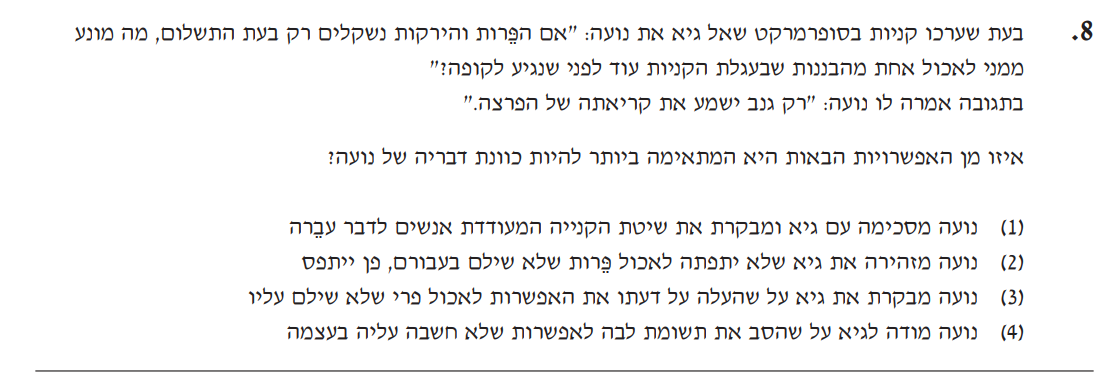 8. בעת שערכו קניות בסופרמרקט שאל גיא את נועה: "אם הפֵּרות והירקות נשקלים רק בעת התשלום, מה מונע
ממני לאכול אחת מהבננות שבעגלת הקניות עוד לפני שנגיע לקופה?"
בתגובה אמרה לו נועה: "רק גנב ישמע את קריאתה של הפרצה."
איזו מן האפשרויות הבאות היא המתאימה ביותר להיות כוונת דבריה של נועה?
(1) נועה מסכימה עם גיא ומבקרת את שיטת הקנייה המעודדת אנשים לדבר עבֵרה
(2) נועה מזהירה את גיא שלא יתפתה לאכול פֵּרות שלא שילם בעבורם, פן ייתפס
(3) נועה מבקרת את גיא על שהעלה על דעתו את האפשרות לאכול פרי שלא שילם עליו
(4) נועה מודה לגיא על שהסב את תשומת לבה לאפשרות שלא חשבה עליה בעצמה